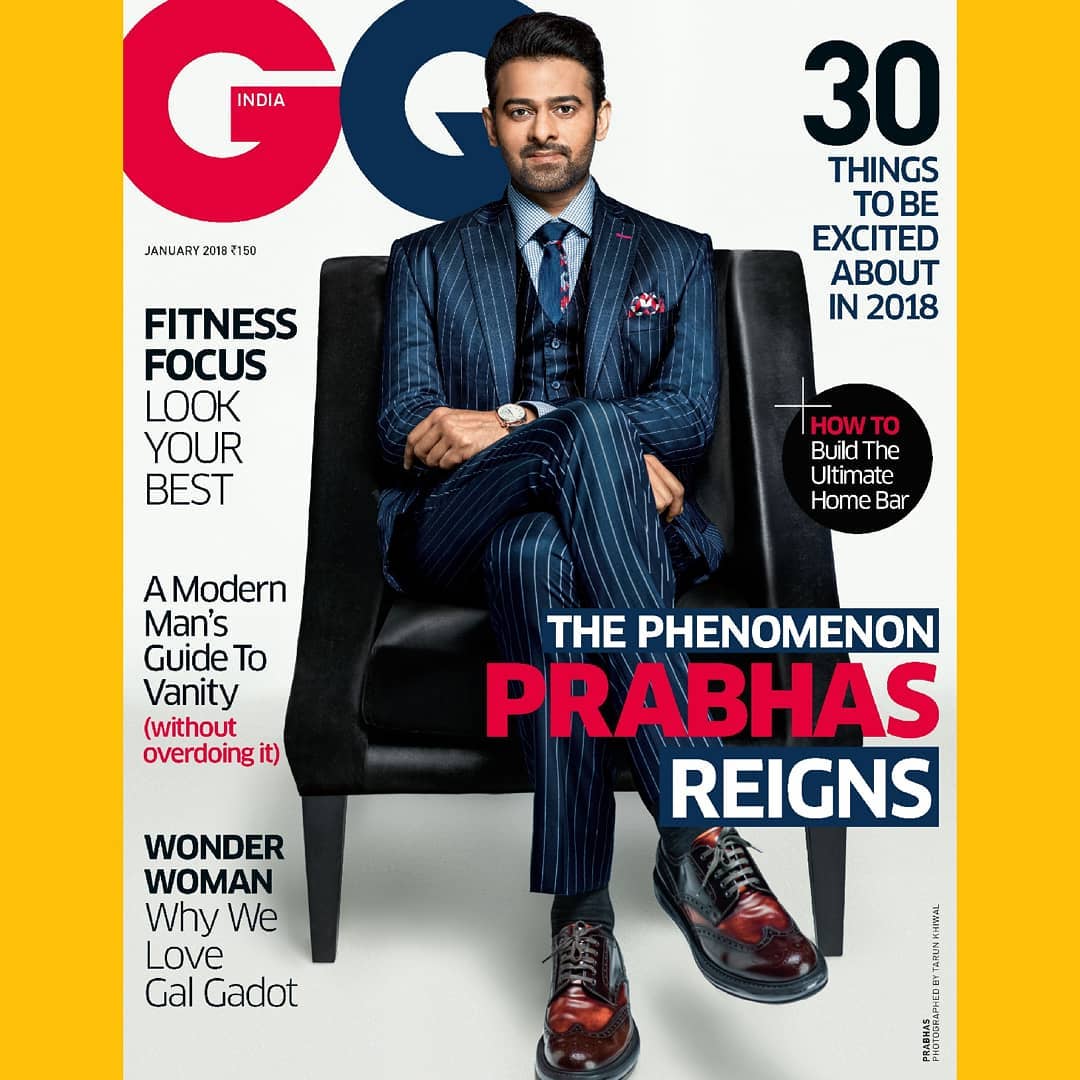 GQ
INDIA
JANUARY 2018 ₹150
30
THINGS
TO BE
EXCITED
ABOUT
IN 2018
FITNESS
FOCUS
LOOK
YOUR
BEST
HOW TO
Build The
Ultimate
Home Bar
A Modern
Man's
Guide To
Vanity
(without
overdoing it)
THE PHENOMENON
PRABHAS
REIGNS
WONDER
WOMAN
Why We
Love
Gal Gadot
PRABHAS
PHOTOGRAPHED BY TARUN KHIWAL